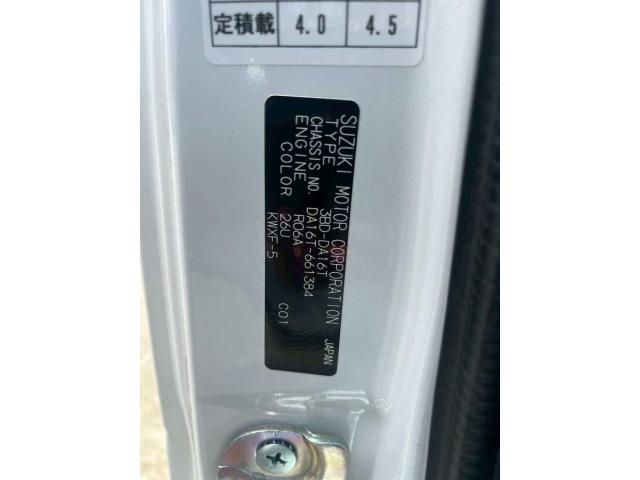 定積載 4.0 4.5
SUZUKI MOTOR CORPORATION JAPAN
TYPE 3BD-DA16T
CHASSIS NO. DA16T-661384
ENGINE R06A
COLOR 26U C01
KWXF-5